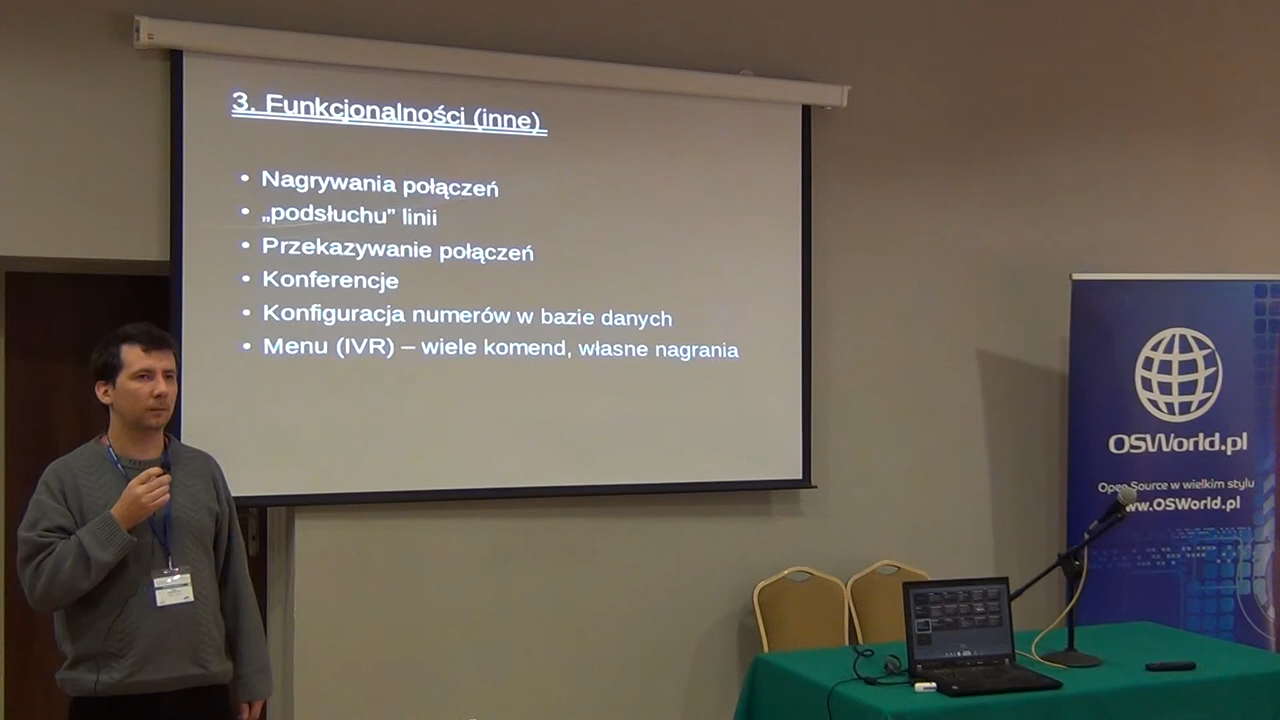 3. Funkcjonalności (inne)
• Nagrywania połączeń
• „podsłuchu” linii
• Przekazywanie połączeń
• Konferencje
• Konfiguracja numerów w bazie danych
• Menu (IVR) – wiele komend, własne nagrania
OSWorld.pl
Open Source w wielkim stylu
www.OSWorld.pl